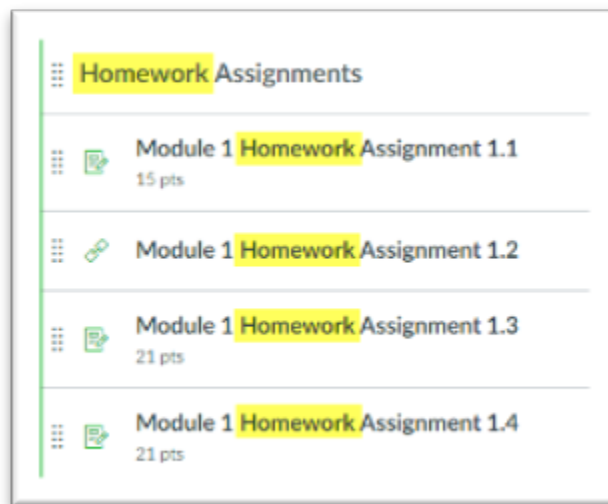 Homework Assignments
Module 1 Homework Assignment 1.1
15 pts
Module 1 Homework Assignment 1.2
Module 1 Homework Assignment 1.3
21 pts
Module 1 Homework Assignment 1.4
21 pts